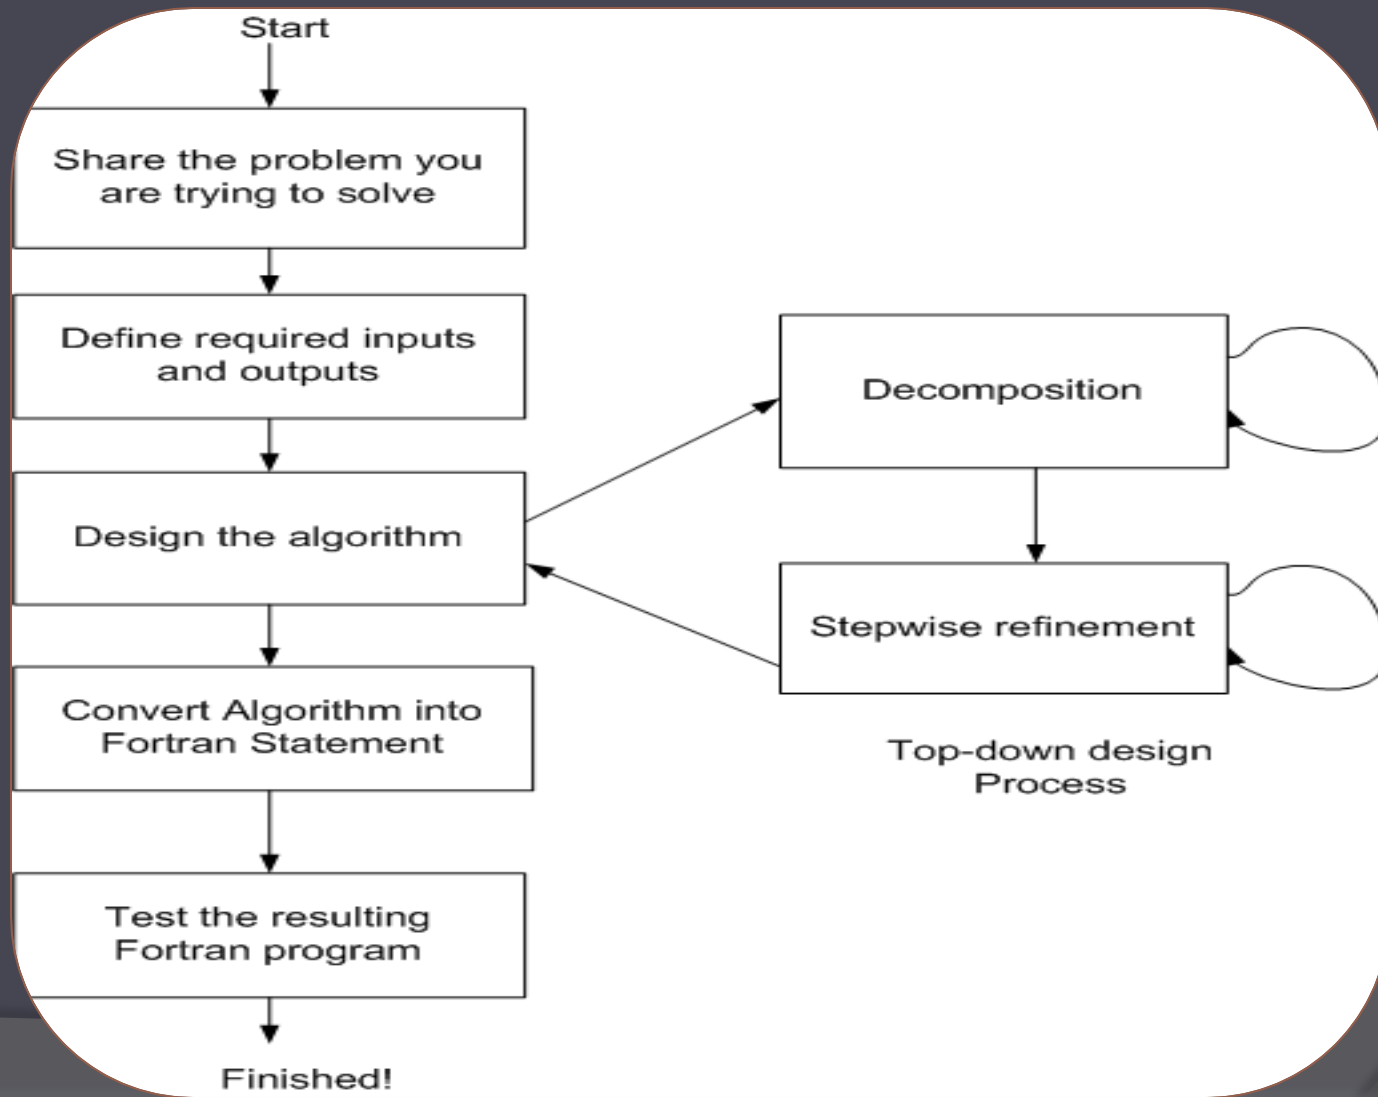 Start
Share the problem you
are trying to solve
Define required inputs
and outputs
Design the algorithm
Convert Algorithm into
Fortran Statement
Test the resulting
Fortran program
Finished!
Decomposition
Stepwise refinement
Top-down design
Process